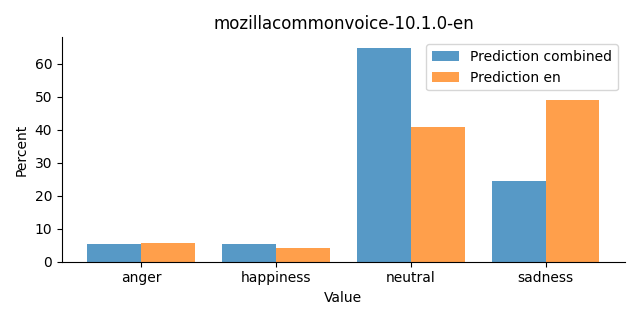 mozillacommonvoice-10.1.0-en
Prediction combined
Prediction en
Percent
60
50
40
30
20
10
0
anger happiness neutral sadness
Value